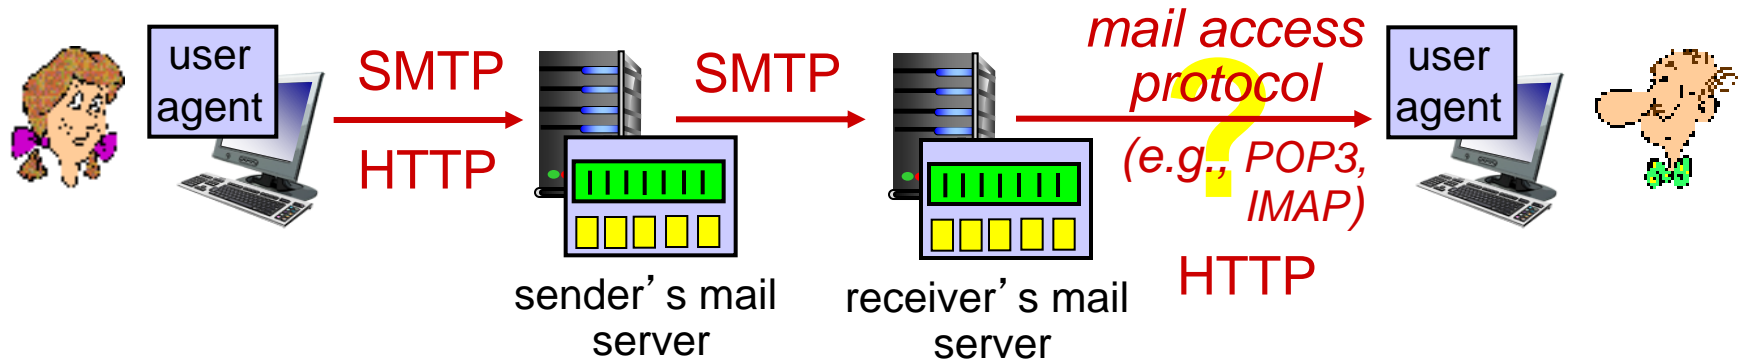 user
agent
SMTP
HTTP
SMTP
mail access
protocol
?
(e.g., POP3,
IMAP)
HTTP
user
agent
sender’s mail
server
receiver’s mail
server